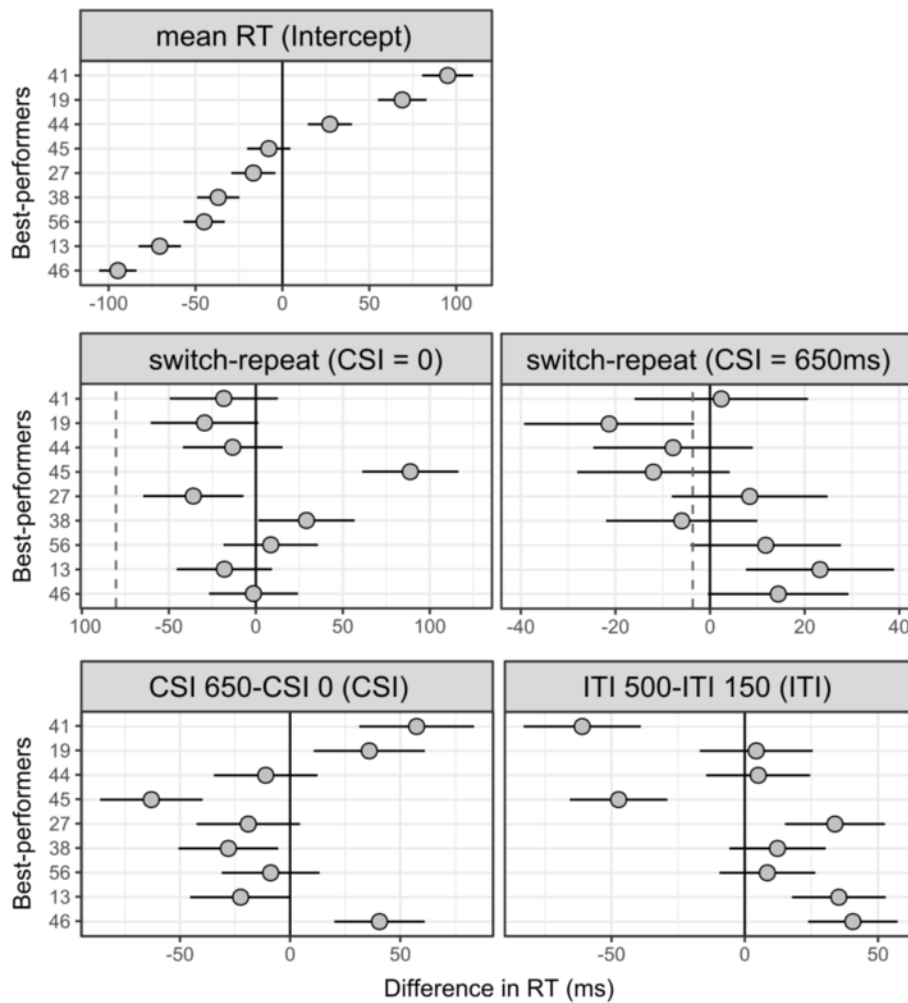 mean RT (Intercept)
Best-performers
41
19
44
45
27
38
56
13
46
-100 -50 0 50 100
switch-repeat (CSI = 0)
switch-repeat (CSI = 650ms)
Best-performers
41
19
44
45
27
38
56
13
46
100 -50 0 50 100
-40 -20 0 20 40
CSI 650-CSI 0 (CSI)
ITI 500-ITI 150 (ITI)
Best-performers
41
19
44
45
27
38
56
13
46
-50 0 50
-50 0 50
Difference in RT (ms)